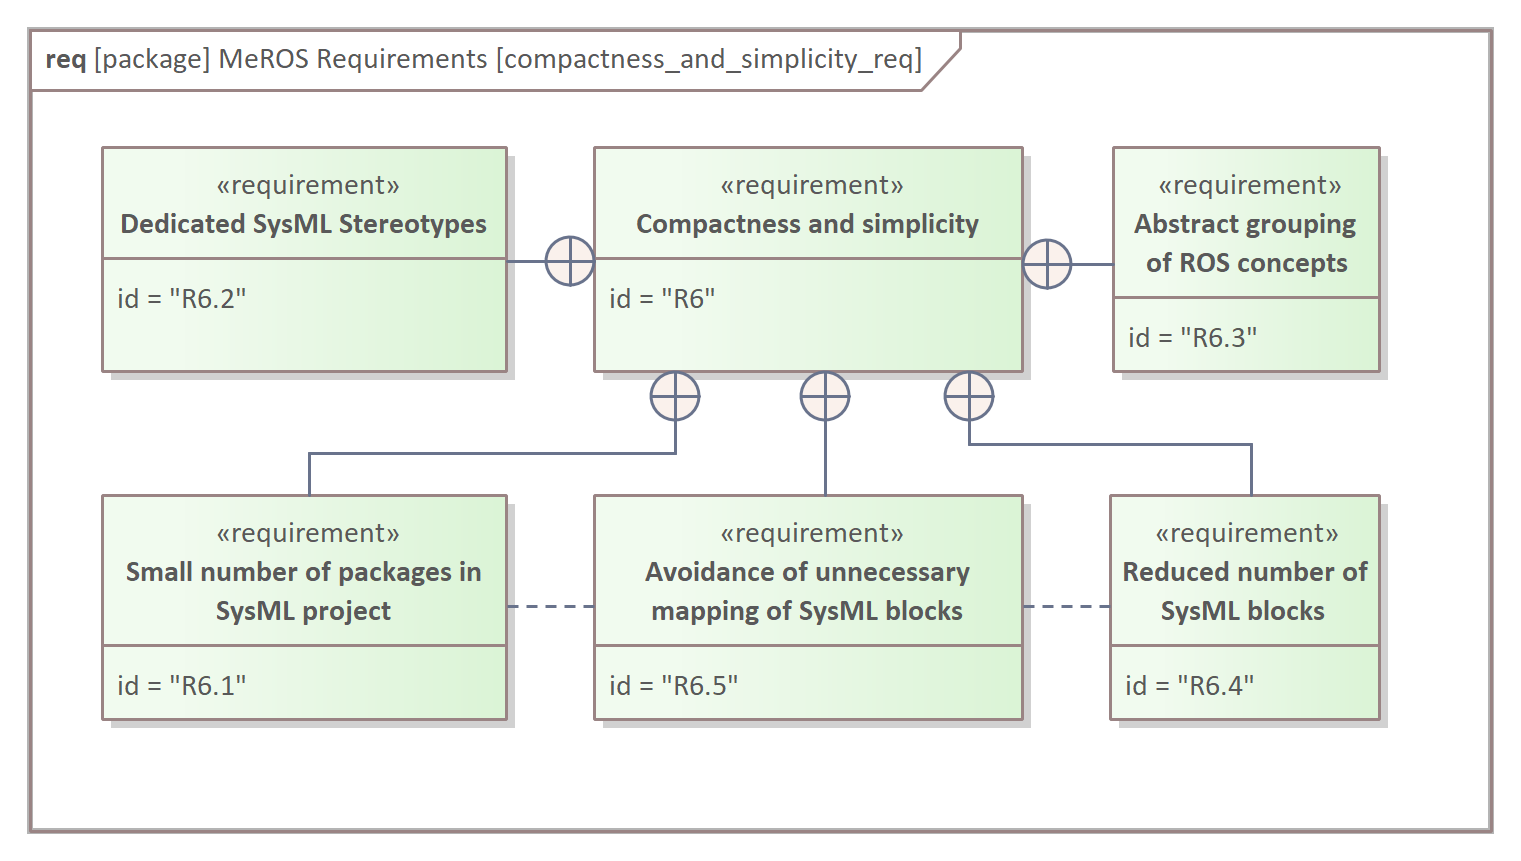 req [package] MeROS Requirements [compactness_and_simplicity_req]
«requirement»
Dedicated SysML Stereotypes
id = "R6.2"
«requirement»
Compactness and simplicity
id = "R6"
«requirement»
Abstract grouping
of ROS concepts
id = "R6.3"
«requirement»
Small number of packages in
SysML project
id = "R6.1"
«requirement»
Avoidance of unnecessary
mapping of SysML blocks
id = "R6.5"
«requirement»
Reduced number of
SysML blocks
id = "R6.4"